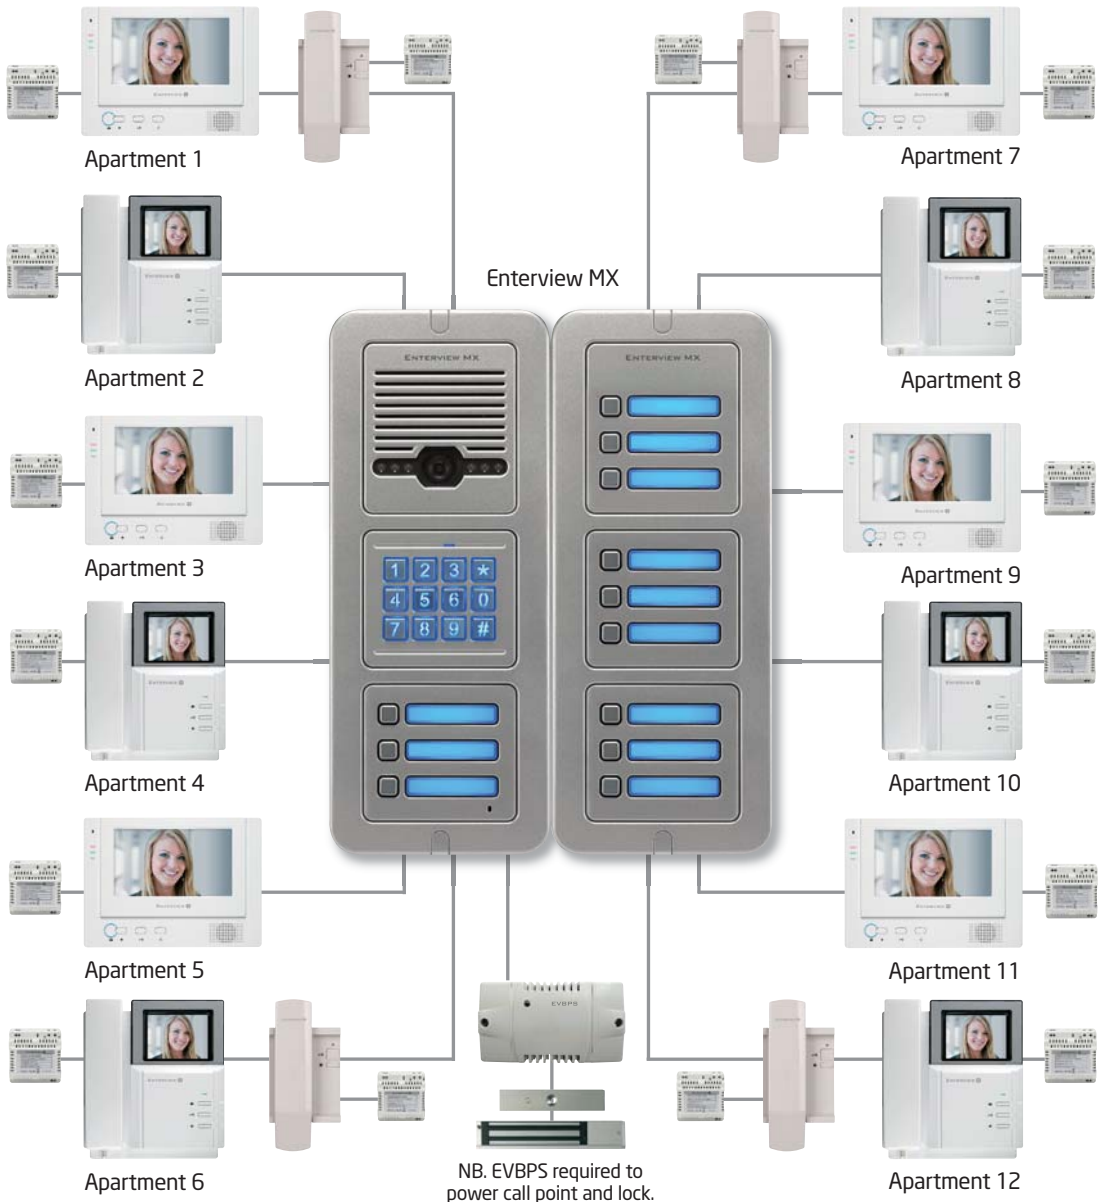 Apartment 1
Apartment 7
Apartment 2
Enterview MX
Apartment 8
ENTERVIEW MX
ENTERVIEW MX
Apartment 3
Apartment 9
1 2 3 *
4 5 6 0
7 8 9 #
Apartment 4
Apartment 10
Apartment 5
Apartment 11
EVBPS
Apartment 6
NB. EVBPS required to
power call point and lock.
Apartment 12